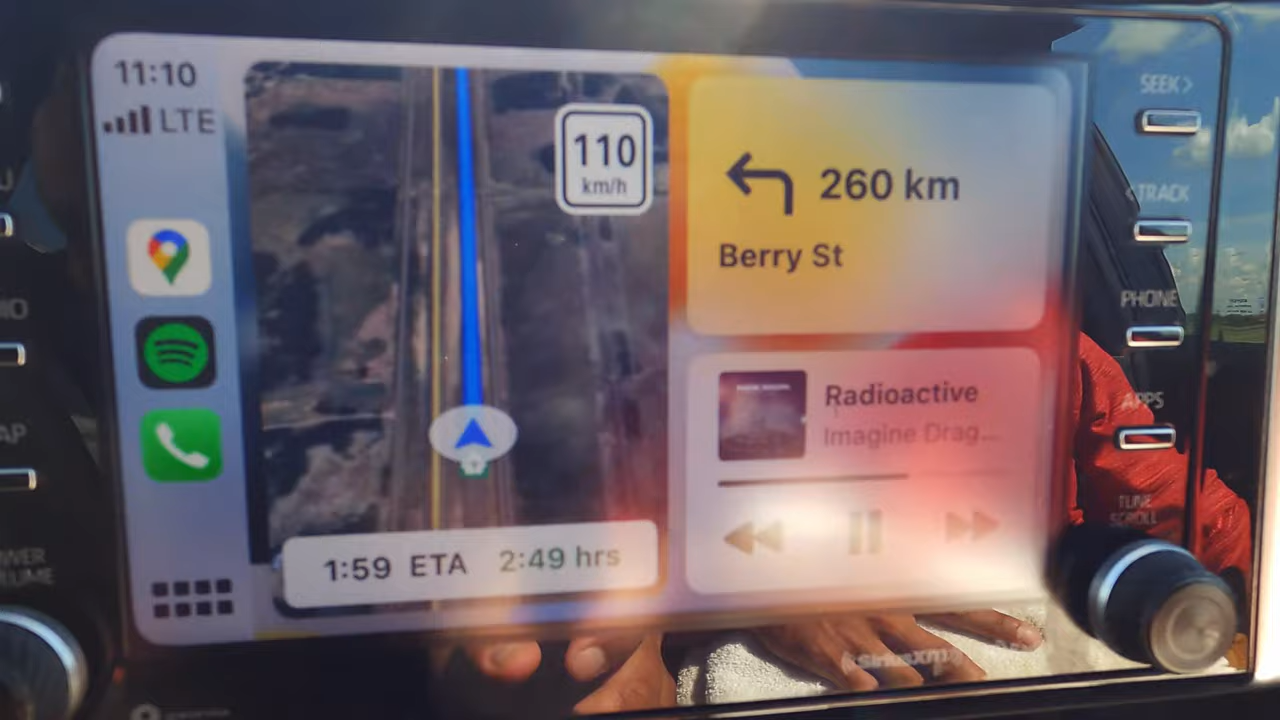 11:10
LTE
110
km/h
260 km
Berry St
Radioactive
Imagine Drag...
1:59 ETA 2:49 hrs
SEEK >
< TRACK
PHONE
APPS
TUNE
SCROLL
((SiriusXM))